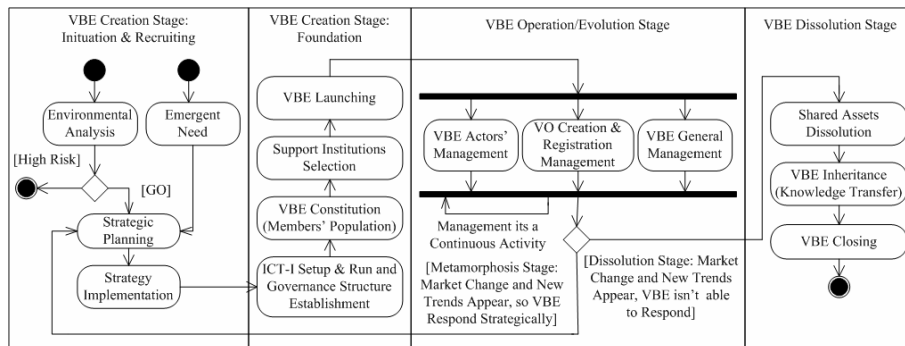 VBE Creation Stage:
Inituation & Recruiting
Environmental
Analysis
Emergent
Need
[High Risk]
[GO]
Strategic
Planning
Strategy
Implementation
VBE Creation Stage:
Foundation
VBE Launching
Support Institutions
Selection
VBE Constitution
(Members' Population)
ICT-I Setup & Run and
Governance Structure
Establishment
VBE Operation/Evolution Stage
VBE Actors'
Management
VO Creation &
Registration
Management
VBE General
Management
Management its a
Continuous Activity
[Metamorphosis Stage:
Market Change and New
Trends Appear, so VBE
Respond Strategically]
[Dissolution Stage: Market
Change and New Trends
Appear, VBE isn't able
to Respond]
VBE Dissolution Stage
Shared Assets
Dissolution
VBE Inheritance
(Knowledge Transfer)
VBE Closing